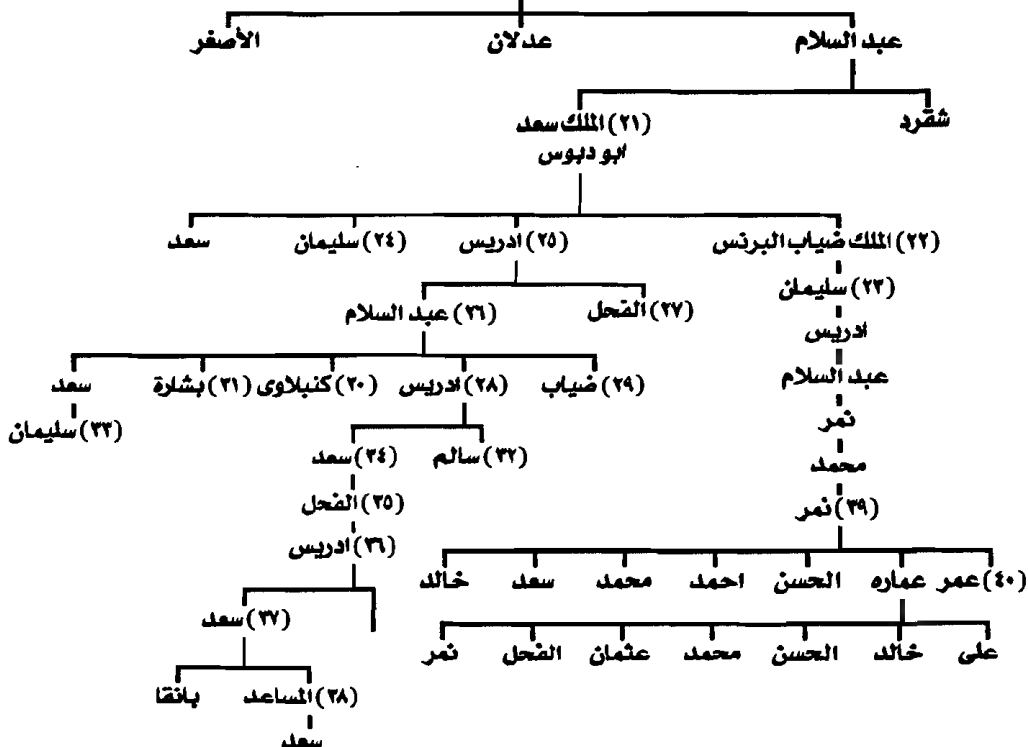 عبد السلام عدلان الأصغر
شقرد (٢١) الملك سعد
ابو دبوس
(٢٢) الملك ضياب البرنس (٢٥) ادريس (٢٤) سليمان سعد
(٢٣) سليمان
(٢٧) الفحل (٢٦) عبد السلام
ادريس
عبد السلام
(٢٩) ضياب (٢٨) ادريس (٣٠) كنبلاوى (٣١) بشارة سعد
نمر
(٣٣) سليمان
(٣٢) سالم (٣٤) سعد
محمد
(٣٩) نمر (٣٥) الفحل
(٣٦) ادريس
(٤٠) عمر عماره الحسن احمد محمد سعد خالد
(٣٧) سعد
على خالد الحسن محمد عثمان الفحل نمر
(٣٨) المساعد بانقا
سعد